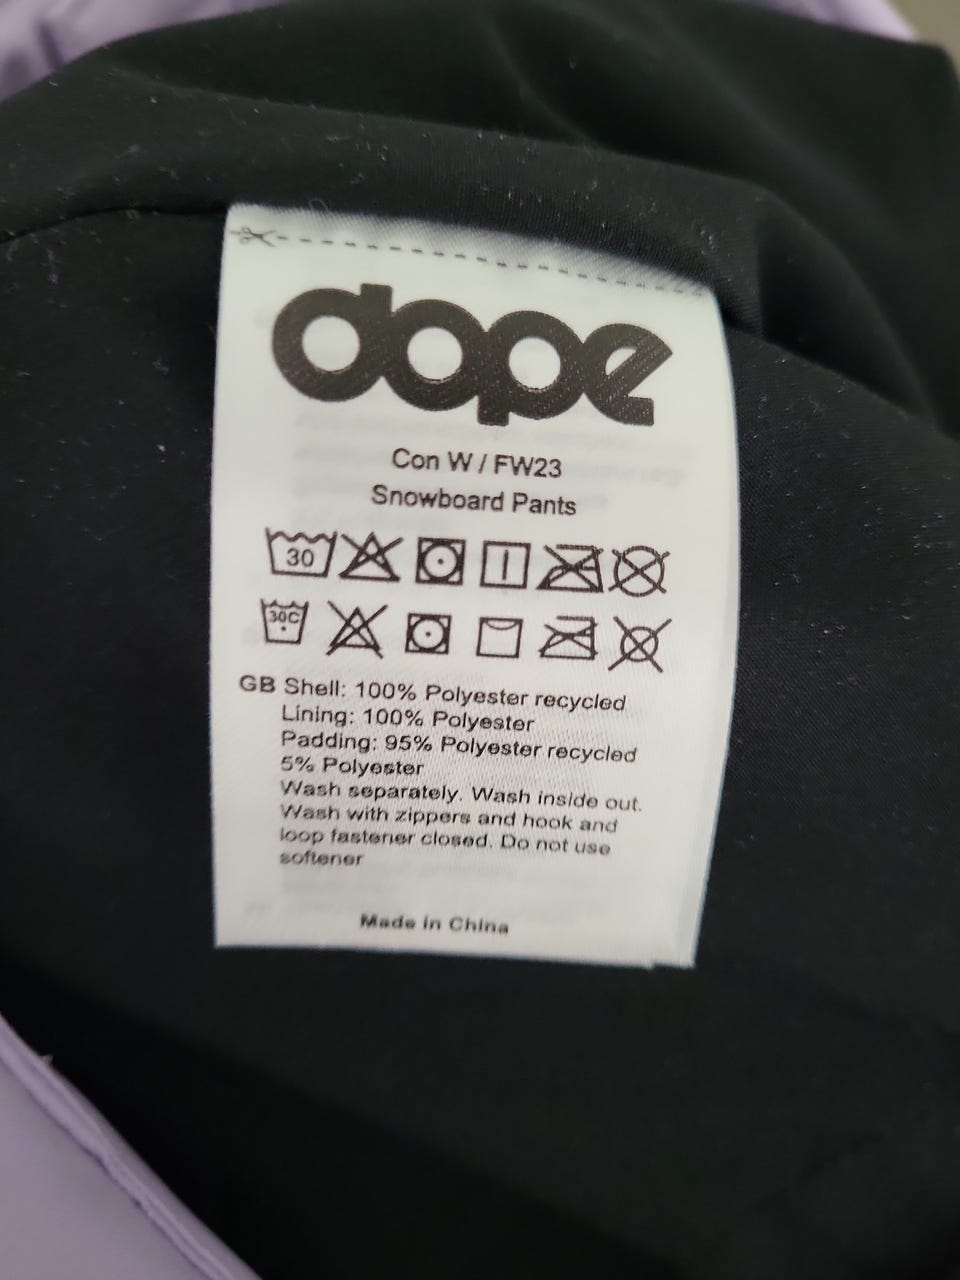 dope
Con W / FW23
Snowboard Pants
30
30C
GB Shell: 100% Polyester recycled
Lining: 100% Polyester
Padding: 95% Polyester recycled
5% Polyester
Wash separately. Wash inside out.
Wash with zippers and hook and
loop fastener closed. Do not use
softener
Made in China